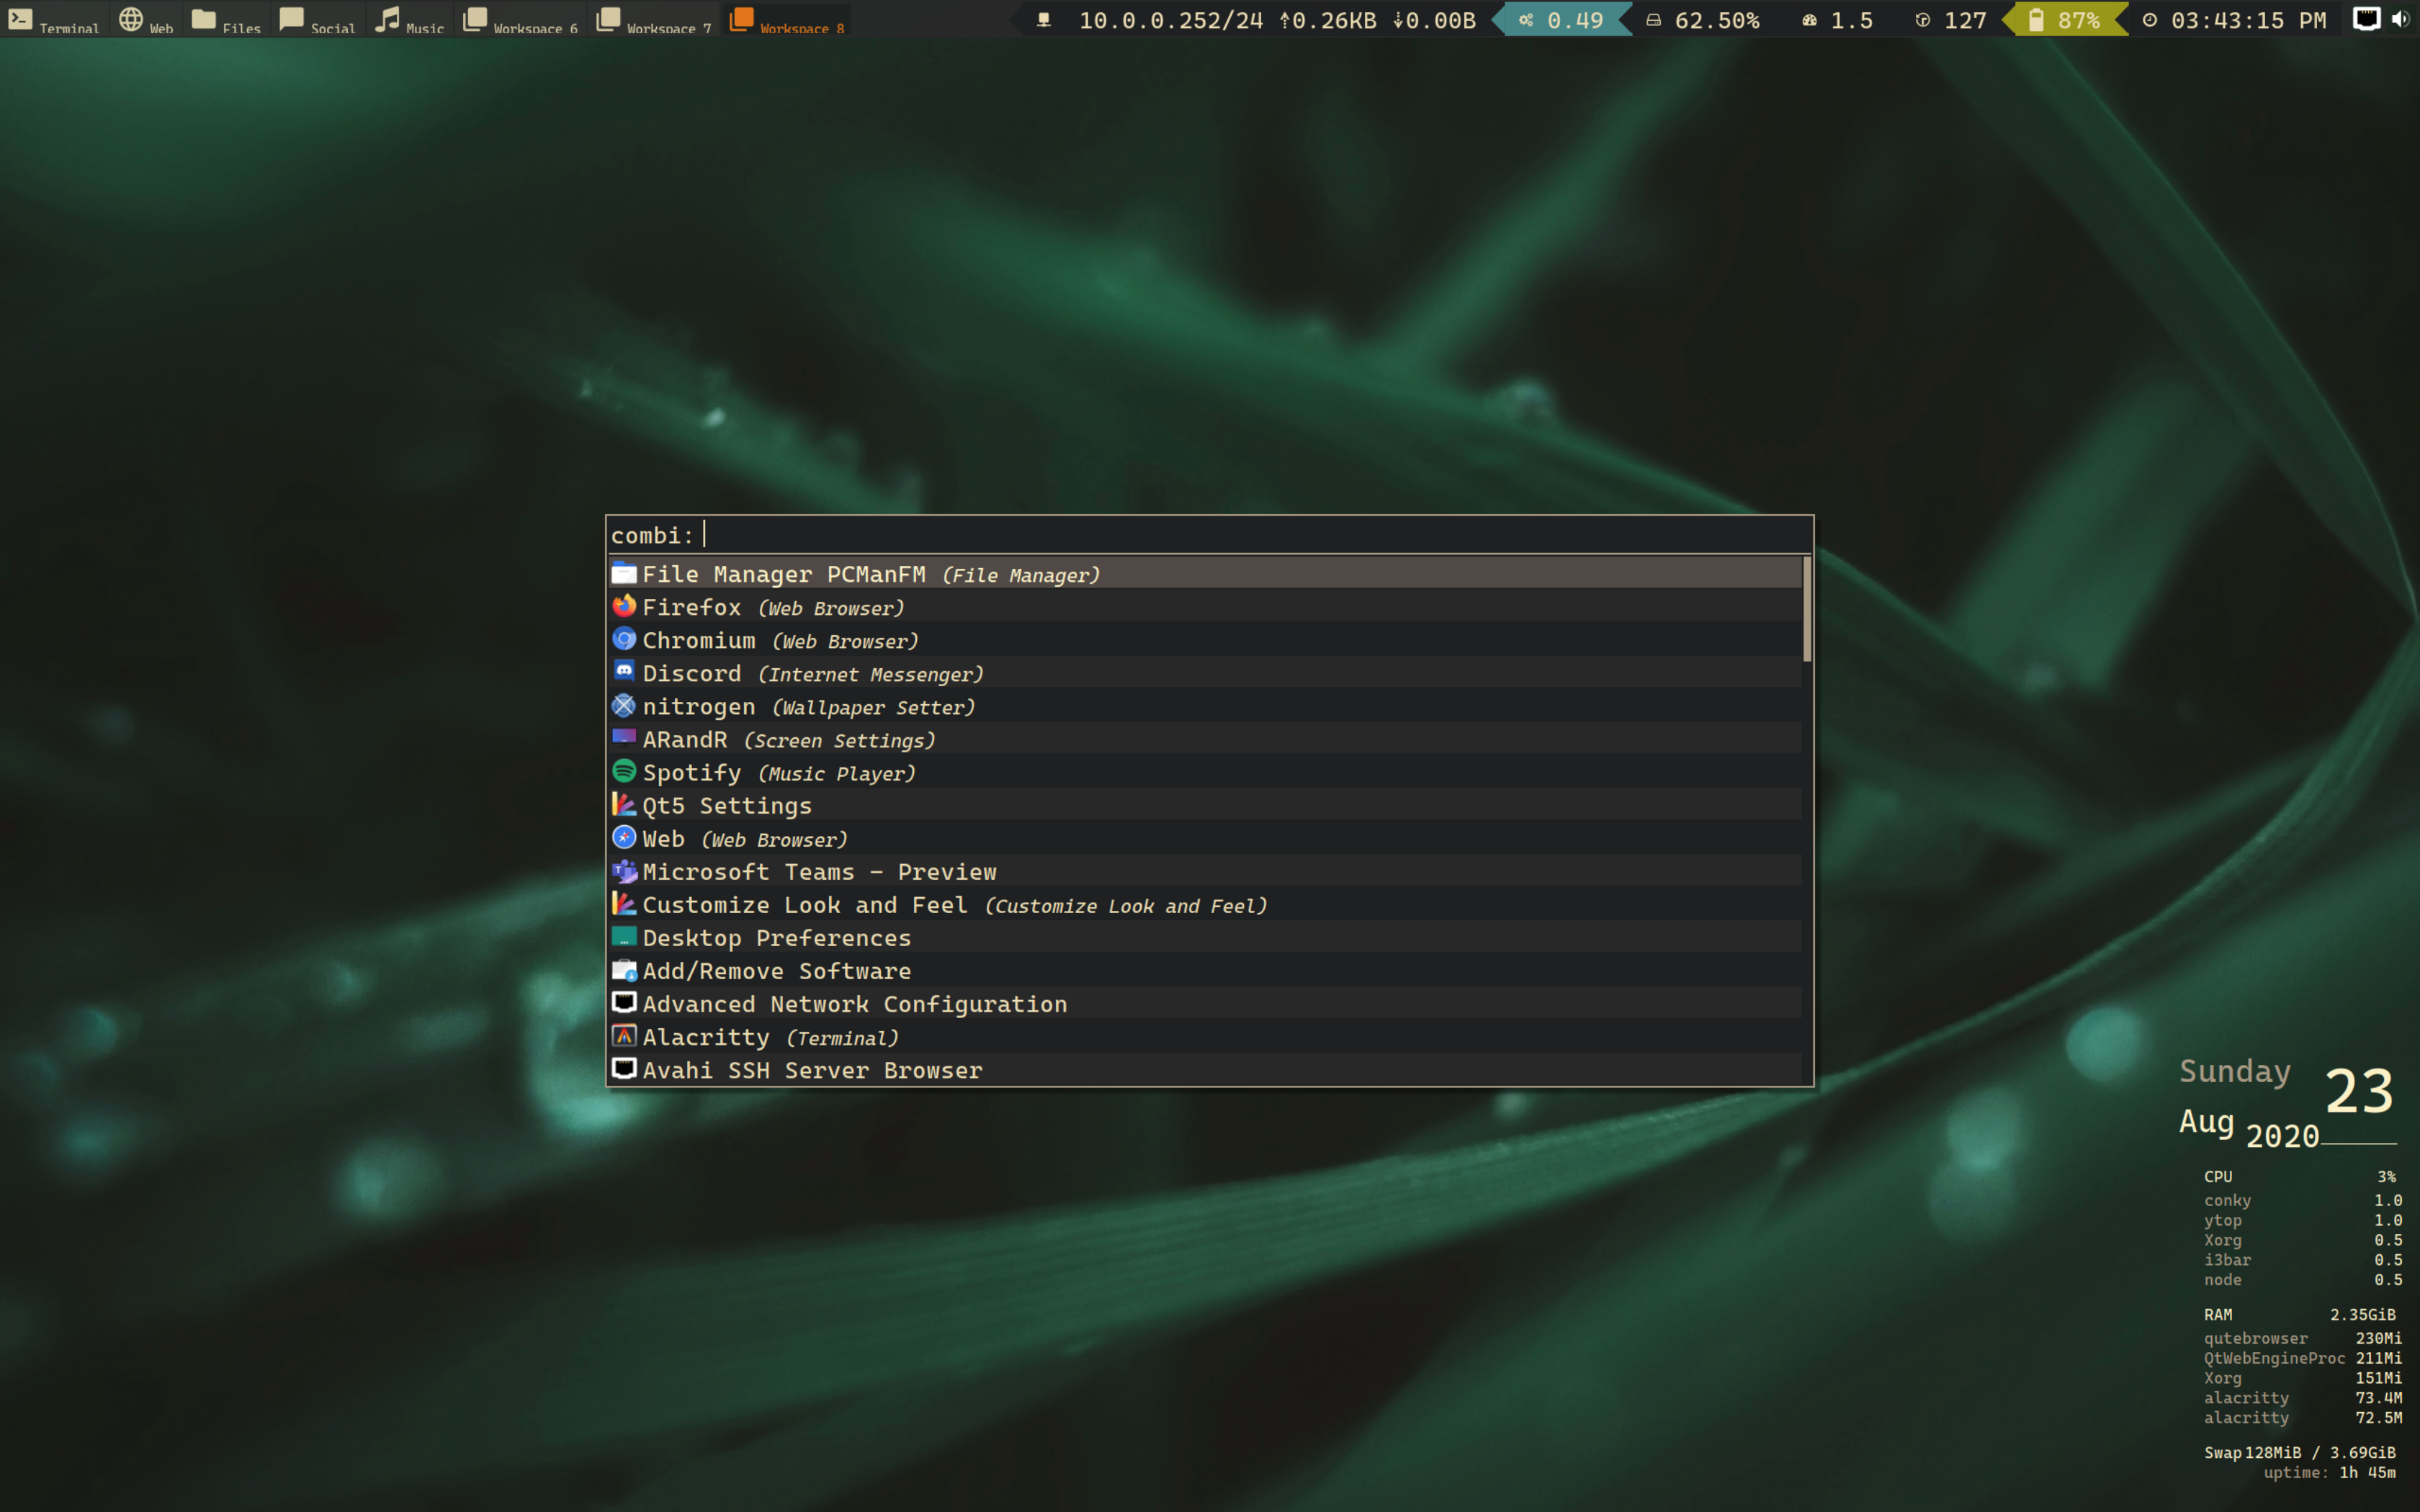 Terminal Web Files Social Music Workspace 6 Workspace 7 Workspace 8 10.0.0.252/24 ⇡0.26KB ⇣0.00B 0.49 62.50% 1.5 127 87% 03:43:15 PM
combi:
File Manager PCManFM (File Manager)
Firefox (Web Browser)
Chromium (Web Browser)
Discord (Internet Messenger)
nitrogen (Wallpaper Setter)
ARandR (Screen Settings)
Spotify (Music Player)
Qt5 Settings
Web (Web Browser)
Microsoft Teams - Preview
Customize Look and Feel (Customize Look and Feel)
Desktop Preferences
Add/Remove Software
Advanced Network Configuration
Alacritty (Terminal)
Avahi SSH Server Browser
Sunday 23
Aug 2020
CPU 3%
conky 1.0
ytop 1.0
Xorg 0.5
i3bar 0.5
node 0.5
RAM 2.35GiB
qutebrowser 230Mi
QtWebEngineProc 211Mi
Xorg 151Mi
alacritty 73.4M
alacritty 72.5M
Swap 128MiB / 3.69GiB
uptime: 1h 45m